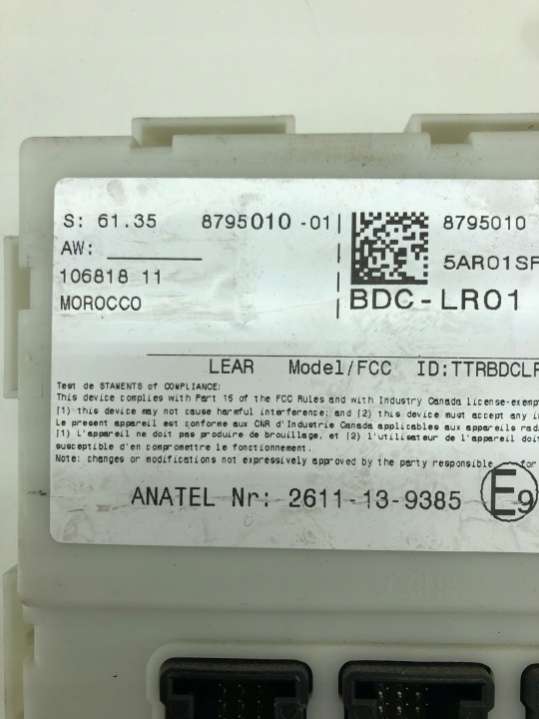 S: 61.35 8795010 -01 8795010
AW:
5AR01SF
106818 11
MOROCCO BDC-LR01
LEAR Model/FCC ID:TTRBDCLR
Test de STAMENTS of COMPLIANCE:
This device complies with Part 15 of the FCC Rules and with Industry Canada license-exemp
(1) this device may not cause harmful interference; and (2) this device must accept any i
Le present appareil est conforme aux CNR d'Industrie Canada applicables aux appareils rad
(1) L'appareil ne doit pas produire de brouillage, et (2) l'utilisateur de l'appareil doit
susceptible d'en compromettre le fonctionnement.
Note: changes or modifications not expressively approved by the party responsible for
ANATEL Nr: 2611-13-9385 E9